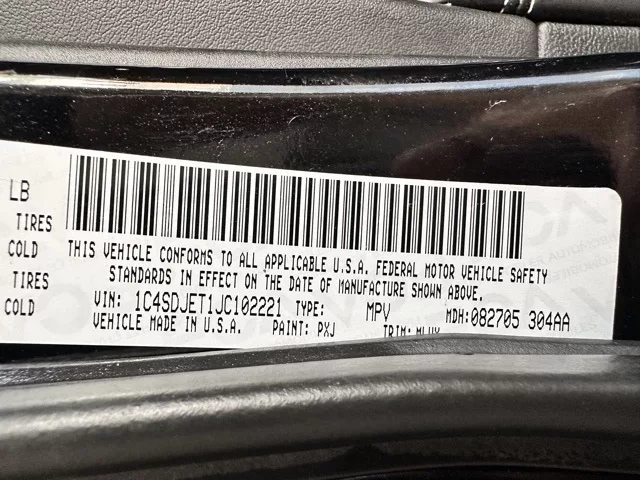 LB
TIRES
COLD
TIRES
COLD
THIS VEHICLE CONFORMS TO ALL APPLICABLE U.S.A. FEDERAL MOTOR VEHICLE SAFETY
STANDARDS IN EFFECT ON THE DATE OF MANUFACTURE SHOWN ABOVE.
VIN: 1C4SDJET1JC102221 TYPE: MPV MDH:082705 304AA
VEHICLE MADE IN U.S.A. PAINT: PXJ TRIM: